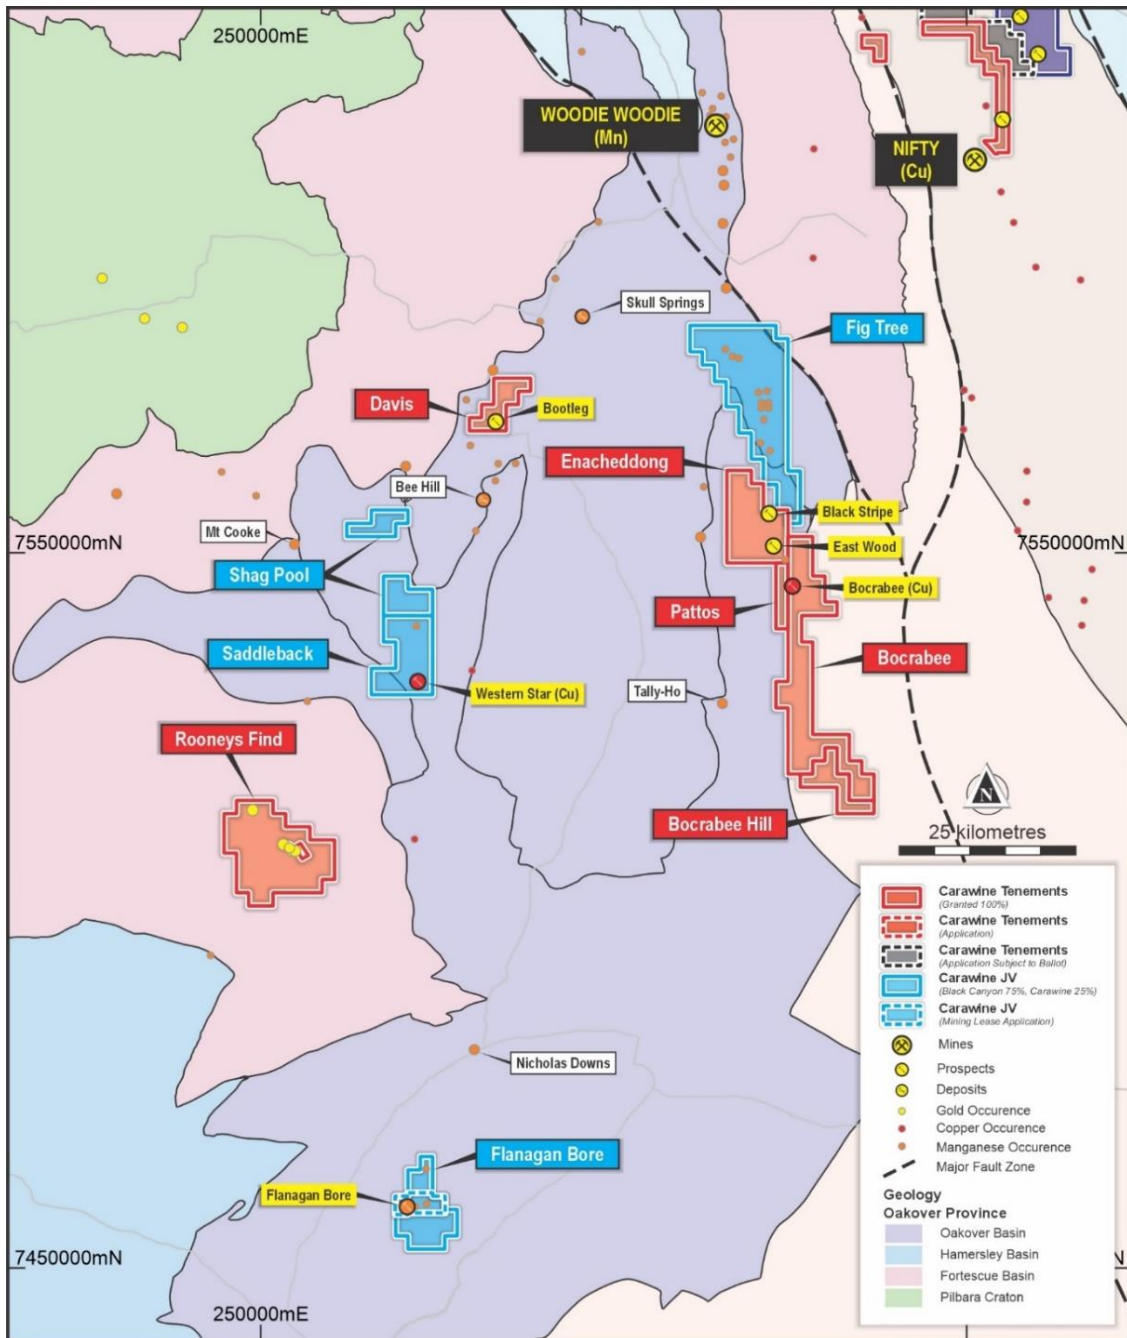 250000mE
WOODIE WOODIE
(Mn)
NIFTY
(Cu)
Skull Springs
Fig Tree
Davis
Bootleg
Enacheddong
Bee Hill
Black Stripe
Mt Cooke
East Wood
7550000mN
7550000mN
Shag Pool
Bocrabee (Cu)
Pattos
Saddleback
Bocrabee
Western Star (Cu)
Tally-Ho
Rooneys Find
N
Bocrabee Hill
25 kilometres
Carawine Tenements
(Granted 100%)
Carawine Tenements
(Application)
Carawine Tenements
(Application Subject to Ballot)
Carawine JV
(Black Canyon 75%, Carawine 25%)
Carawine JV
(Mining Lease Application)
Mines
Prospects
Deposits
Gold Occurence
Copper Occurence
Manganese Occurence
Major Fault Zone
Geology
Oakover Province
Oakover Basin
Hamersley Basin
Fortescue Basin
Pilbara Craton
Nicholas Downs
Flanagan Bore
Flanagan Bore
7450000mN
N
250000mE